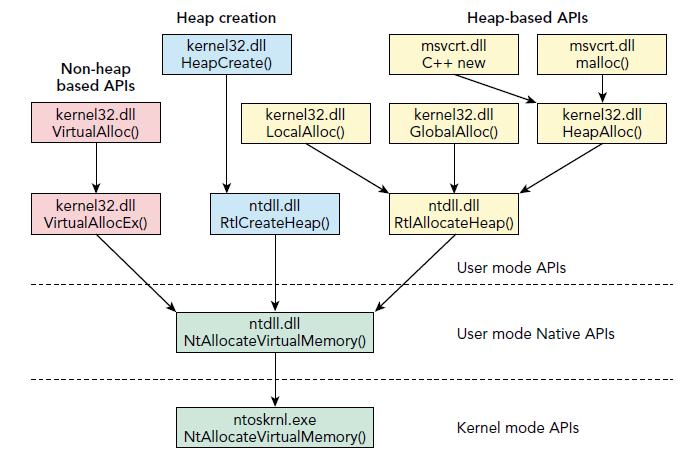 Heap creation
Heap-based APIs
kernel32.dll
HeapCreate()
msvcrt.dll
C++ new
msvcrt.dll
malloc()
Non-heap
based APIs
kernel32.dll
VirtualAlloc()
kernel32.dll
LocalAlloc()
kernel32.dll
GlobalAlloc()
kernel32.dll
HeapAlloc()
kernel32.dll
VirtualAllocEx()
ntdll.dll
RtlCreateHeap()
ntdll.dll
RtlAllocateHeap()
User mode APIs
ntdll.dll
NtAllocateVirtualMemory()
User mode Native APIs
ntoskrnl.exe
NtAllocateVirtualMemory()
Kernel mode APIs